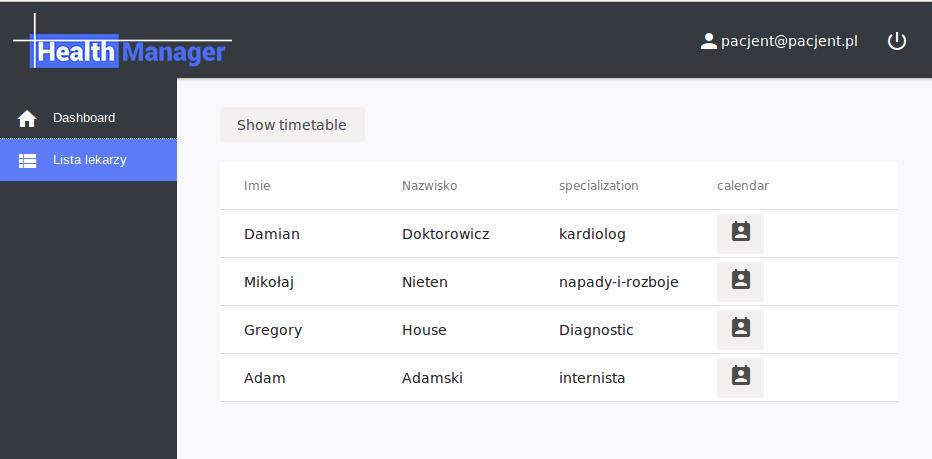 Health Manager
pacjent@pacjent.pl
Dashboard
Lista lekarzy
Show timetable
Imie Nazwisko specialization calendar
Damian Doktorowicz kardiolog
Mikołaj Nieten napady-i-rozboje
Gregory House Diagnostic
Adam Adamski internista